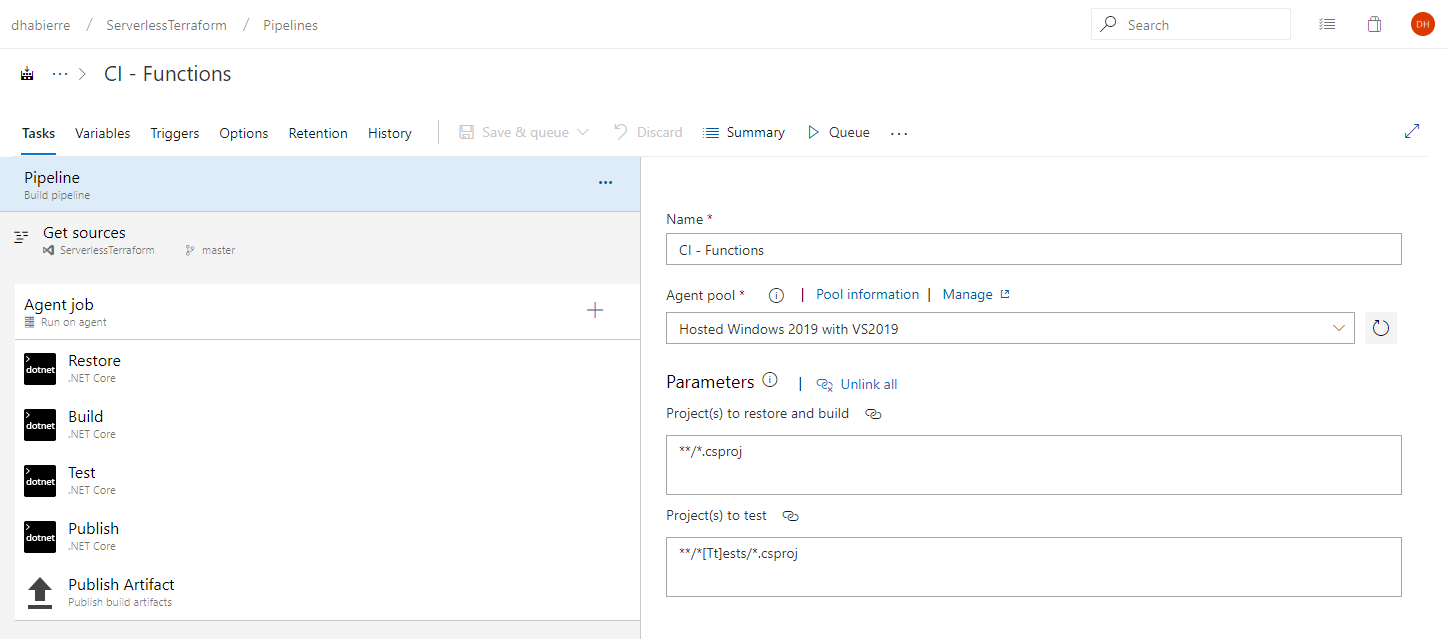 dhabierre / ServerlessTerraform / Pipelines
Search
DH
··· > CI - Functions
Tasks Variables Triggers Options Retention History Save & queue Discard Summary Queue ···
Pipeline ···
Build pipeline
Get sources
ServerlessTerraform master
Agent job
Run on agent
dotnet Restore
.NET Core
dotnet Build
.NET Core
dotnet Test
.NET Core
dotnet Publish
.NET Core
Publish Artifact
Publish build artifacts
Name *
CI - Functions
Agent pool * | Pool information | Manage
Hosted Windows 2019 with VS2019
Parameters | Unlink all
Project(s) to restore and build
**/*.csproj
Project(s) to test
**/*[Tt]ests/*.csproj